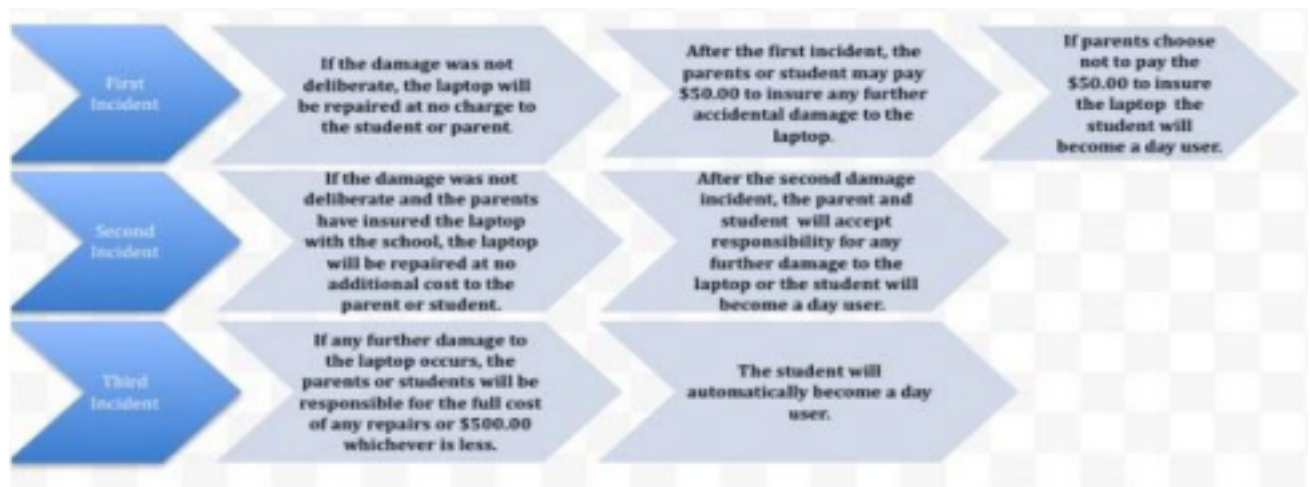 First
Incident
If the damage was not
deliberate, the laptop will
be repaired at no charge to
the student or parent
After the first incident, the
parents or student may pay
$50.00 to insure any further
accidental damage to the
laptop.
If parents choose
not to pay the
$50.00 to insure
the laptop the
student will
become a day user.
Second
Incident
If the damage was not
deliberate and the parents
have insured the laptop
with the school, the laptop
will be repaired at no
additional cost to the
parent or student.
After the second damage
incident, the parent and
student will accept
responsibility for any
further damage to the
laptop or the student will
become a day user.
Third
Incident
If any further damage to
the laptop occurs, the
parents or students will be
responsible for the full cost
of any repairs or $500.00
whichever is less.
The student will
automatically become a day
user.